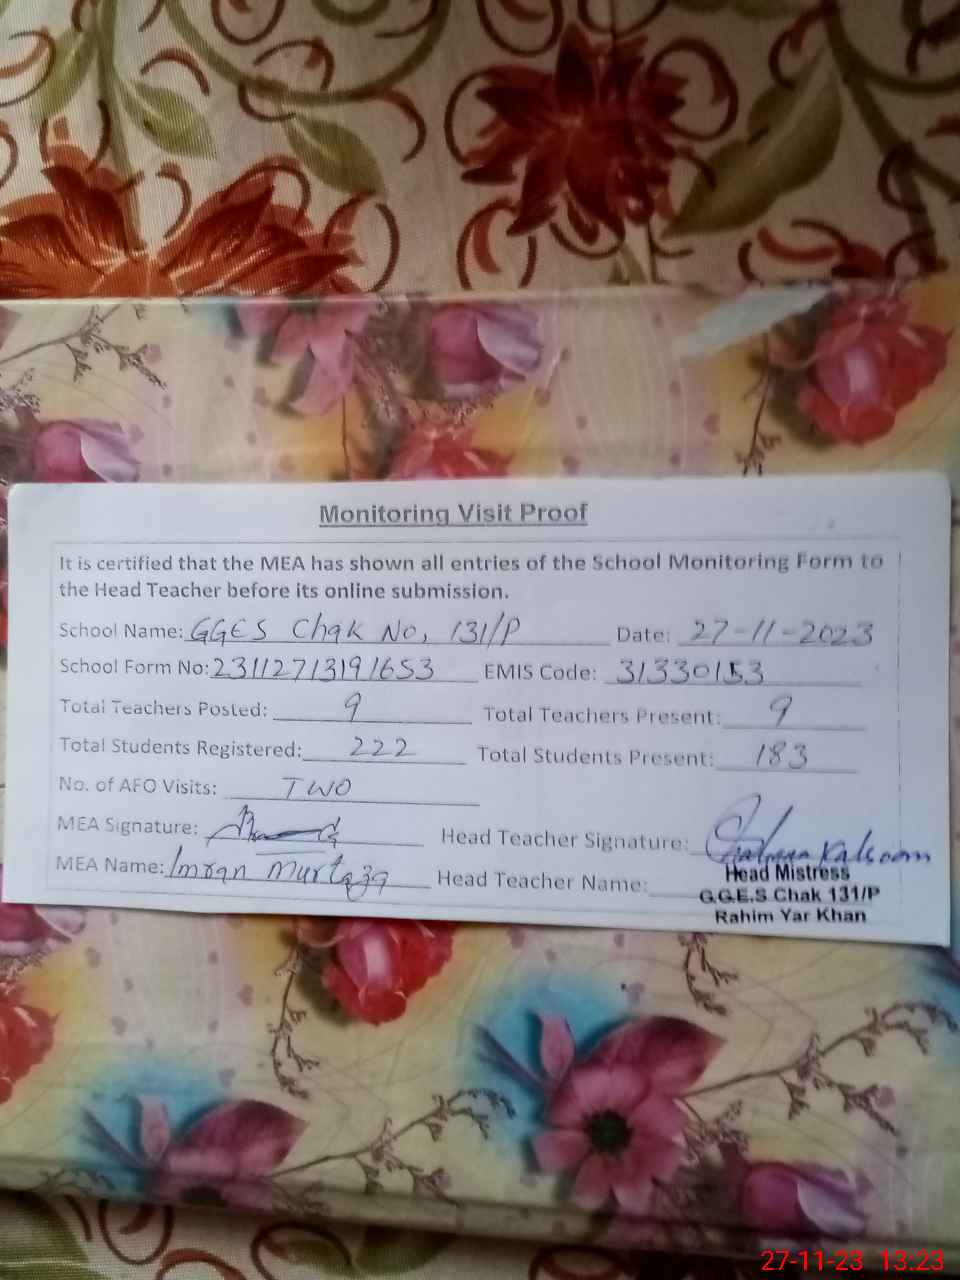 Monitoring Visit Proof
It is certified that the MEA has shown all entries of the School Monitoring Form to
the Head Teacher before its online submission.
School Name: GGES Chak No, 131/P Date: 27-11-2023
School Form No: 23112713191653 EMIS Code: 31330153
Total Teachers Posted: 9 Total Teachers Present: 9
Total Students Registered: 222 Total Students Present: 183
No. of AFO Visits: TWO
MEA Signature: Head Teacher Signature: Kalsoom
MEA Name: Imran Murtaza Head Teacher Name:
Head Mistress
G.G.E.S Chak 131/P
Rahim Yar Khan
27-11-23 13:23